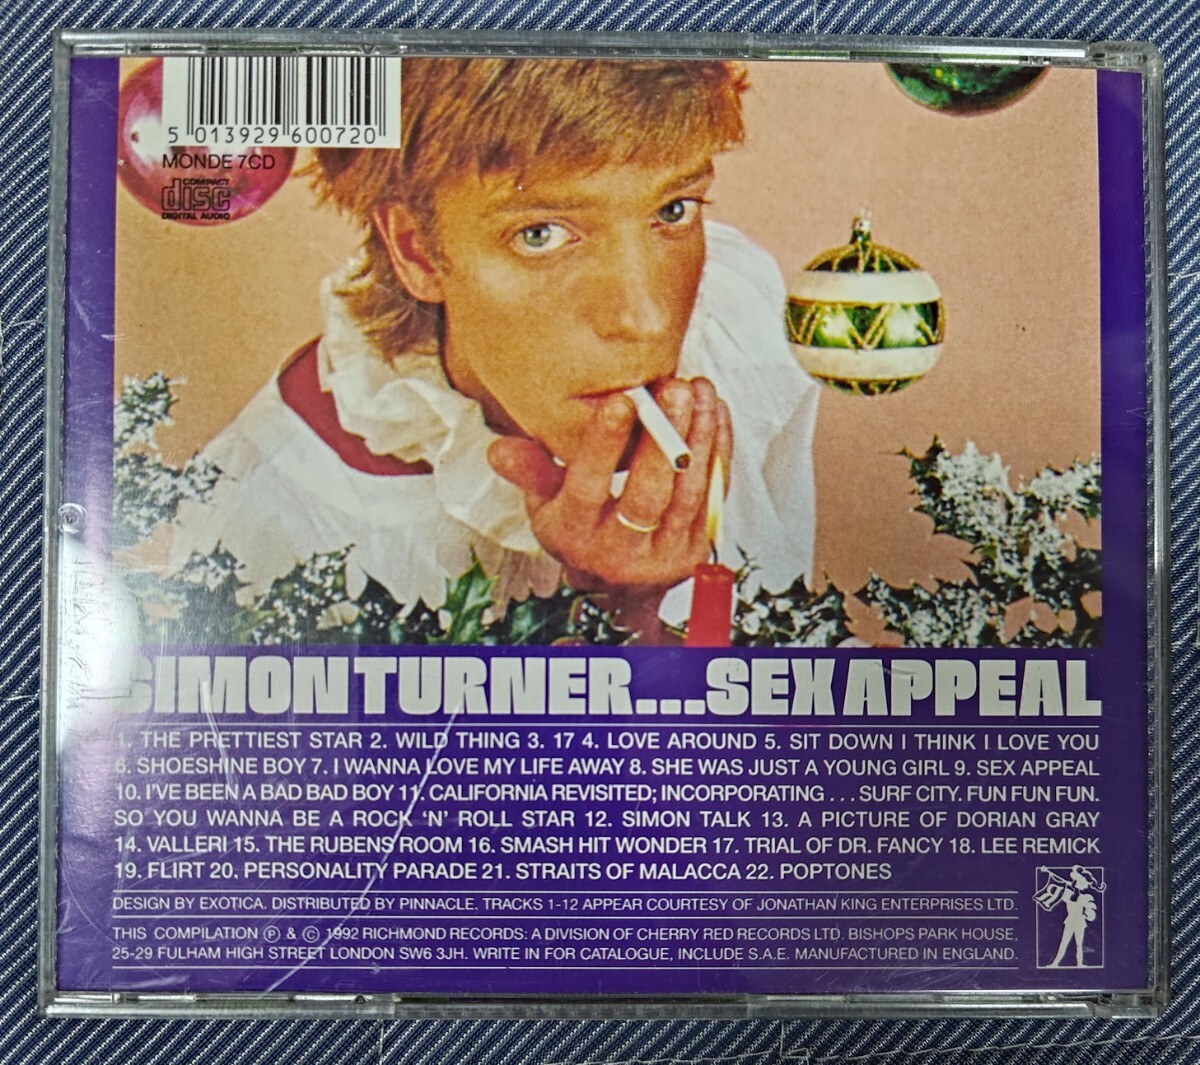 5 013929 600720
MONDE 7CD
COMPACT
disc
DIGITAL AUDIO
SIMON TURNER...SEX APPEAL
1. THE PRETTIEST STAR 2. WILD THING 3. 17 4. LOVE AROUND 5. SIT DOWN I THINK I LOVE YOU
6. SHOESHINE BOY 7. I WANNA LOVE MY LIFE AWAY 8. SHE WAS JUST A YOUNG GIRL 9. SEX APPEAL
10. I'VE BEEN A BAD BAD BOY 11. CALIFORNIA REVISITED; INCORPORATING ... SURF CITY. FUN FUN FUN.
SO YOU WANNA BE A ROCK 'N' ROLL STAR 12. SIMON TALK 13. A PICTURE OF DORIAN GRAY
14. VALLERI 15. THE RUBENS ROOM 16. SMASH HIT WONDER 17. TRIAL OF DR. FANCY 18. LEE REMICK
19. FLIRT 20. PERSONALITY PARADE 21. STRAITS OF MALACCA 22. POPTONES
DESIGN BY EXOTICA. DISTRIBUTED BY PINNACLE. TRACKS 1-12 APPEAR COURTESY OF JONATHAN KING ENTERPRISES LTD.
THIS COMPILATION Ⓟ & © 1992 RICHMOND RECORDS: A DIVISION OF CHERRY RED RECORDS LTD. BISHOPS PARK HOUSE,
25-29 FULHAM HIGH STREET LONDON SW6 3JH. WRITE IN FOR CATALOGUE, INCLUDE S.A.E. MANUFACTURED IN ENGLAND.